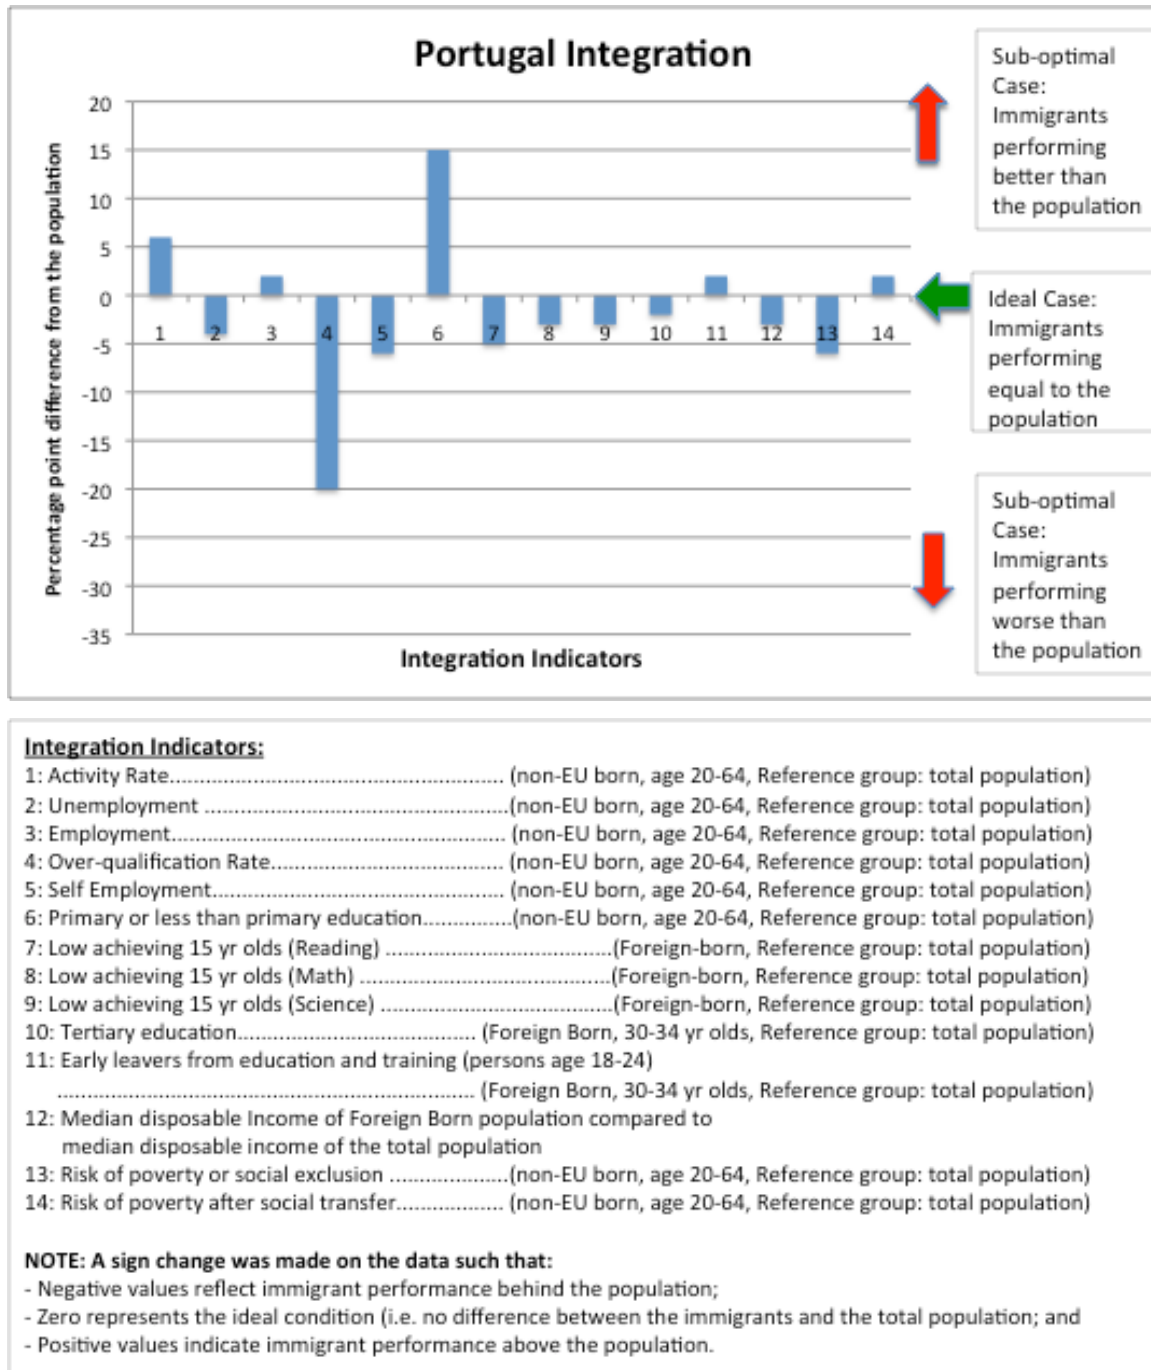 Portugal Integration
Percentage point difference from the population
20
15
10
5
0
-5
-10
-15
-20
-25
-30
-35
1 2 3 4 5 6 7 8 9 10 11 12 13 14
Integration Indicators
Sub-optimal
Case:
Immigrants
performing
better than
the population
Ideal Case:
Immigrants
performing
equal to the
population
Sub-optimal
Case:
Immigrants
performing
worse than
the population
Integration Indicators:
1: Activity Rate........................................................ (non-EU born, age 20-64, Reference group: total population)
2: Unemployment ...................................................(non-EU born, age 20-64, Reference group: total population)
3: Employment........................................................ (non-EU born, age 20-64, Reference group: total population)
4: Over-qualification Rate....................................... (non-EU born, age 20-64, Reference group: total population)
5: Self Employment................................................. (non-EU born, age 20-64, Reference group: total population)
6: Primary or less than primary education...............(non-EU born, age 20-64, Reference group: total population)
7: Low achieving 15 yr olds (Reading) ......................................(Foreign-born, Reference group: total population)
8: Low achieving 15 yr olds (Math) ..........................................(Foreign-born, Reference group: total population)
9: Low achieving 15 yr olds (Science) .......................................(Foreign-born, Reference group: total population)
10: Tertiary education........................................ (Foreign Born, 30-34 yr olds, Reference group: total population)
11: Early leavers from education and training (persons age 18-24)
...................................................................... (Foreign Born, 30-34 yr olds, Reference group: total population)
12: Median disposable Income of Foreign Born population compared to
median disposable income of the total population
13: Risk of poverty or social exclusion ....................(non-EU born, age 20-64, Reference group: total population)
14: Risk of poverty after social transfer.................. (non-EU born, age 20-64, Reference group: total population)
NOTE: A sign change was made on the data such that:
- Negative values reflect immigrant performance behind the population;
- Zero represents the ideal condition (i.e. no difference between the immigrants and the total population; and
- Positive values indicate immigrant performance above the population.